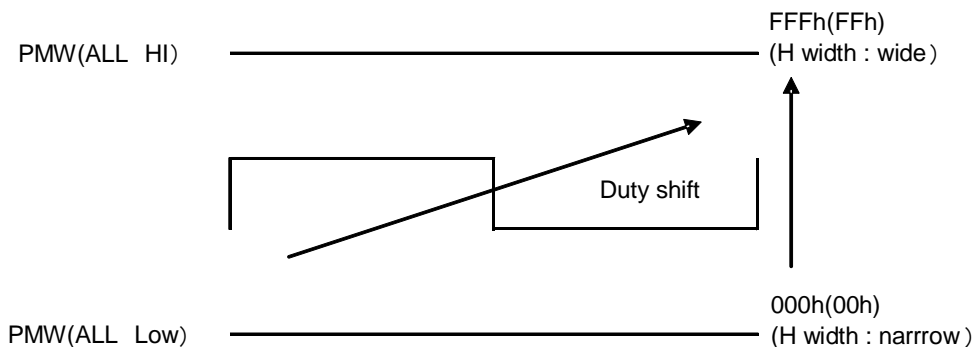 FFFh(FFh)
PMW(ALL HI)
(H width : wide)
Duty shift
000h(00h)
PMW(ALL Low)
(H width : narrrow)